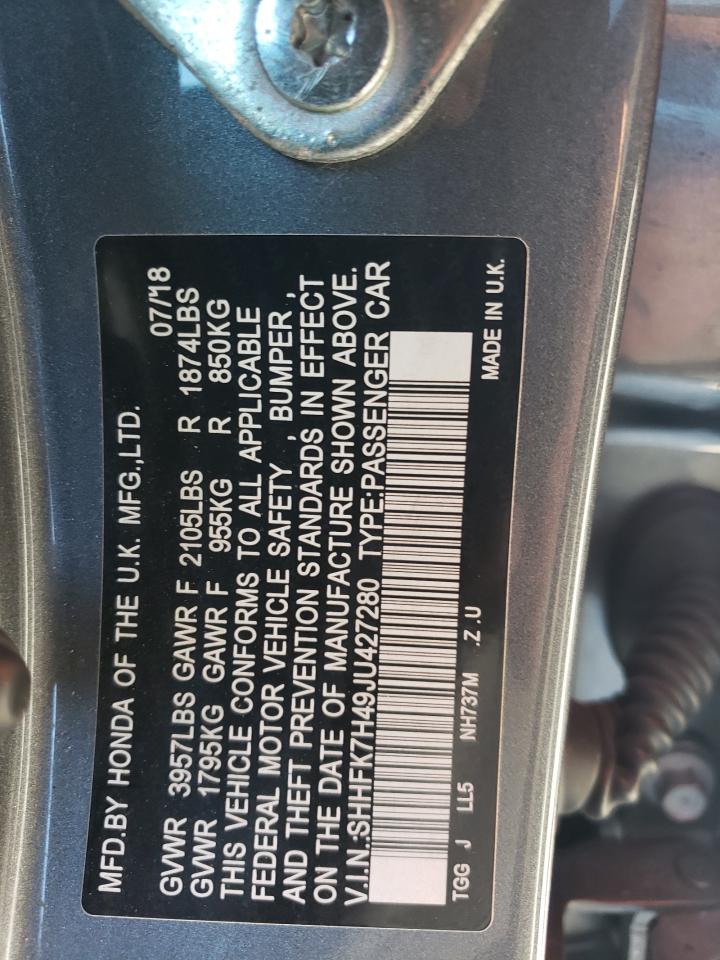 MFD.BY HONDA OF THE U.K. MFG.,LTD.
07/'18
GVWR 3957LBS GAWR F 2105LBS R 1874LBS
GVWR 1795KG GAWR F 955KG R 850KG
THIS VEHICLE CONFORMS TO ALL APPLICABLE
FEDERAL MOTOR VEHICLE SAFETY , BUMPER ,
AND THEFT PREVENTION STANDARDS IN EFFECT
ON THE DATE OF MANUFACTURE SHOWN ABOVE.
V.I.N.:SHHFK7H49JU427280 TYPE:PASSENGER CAR
TGG J LL5 NH737M .Z .U
MADE IN U.K.